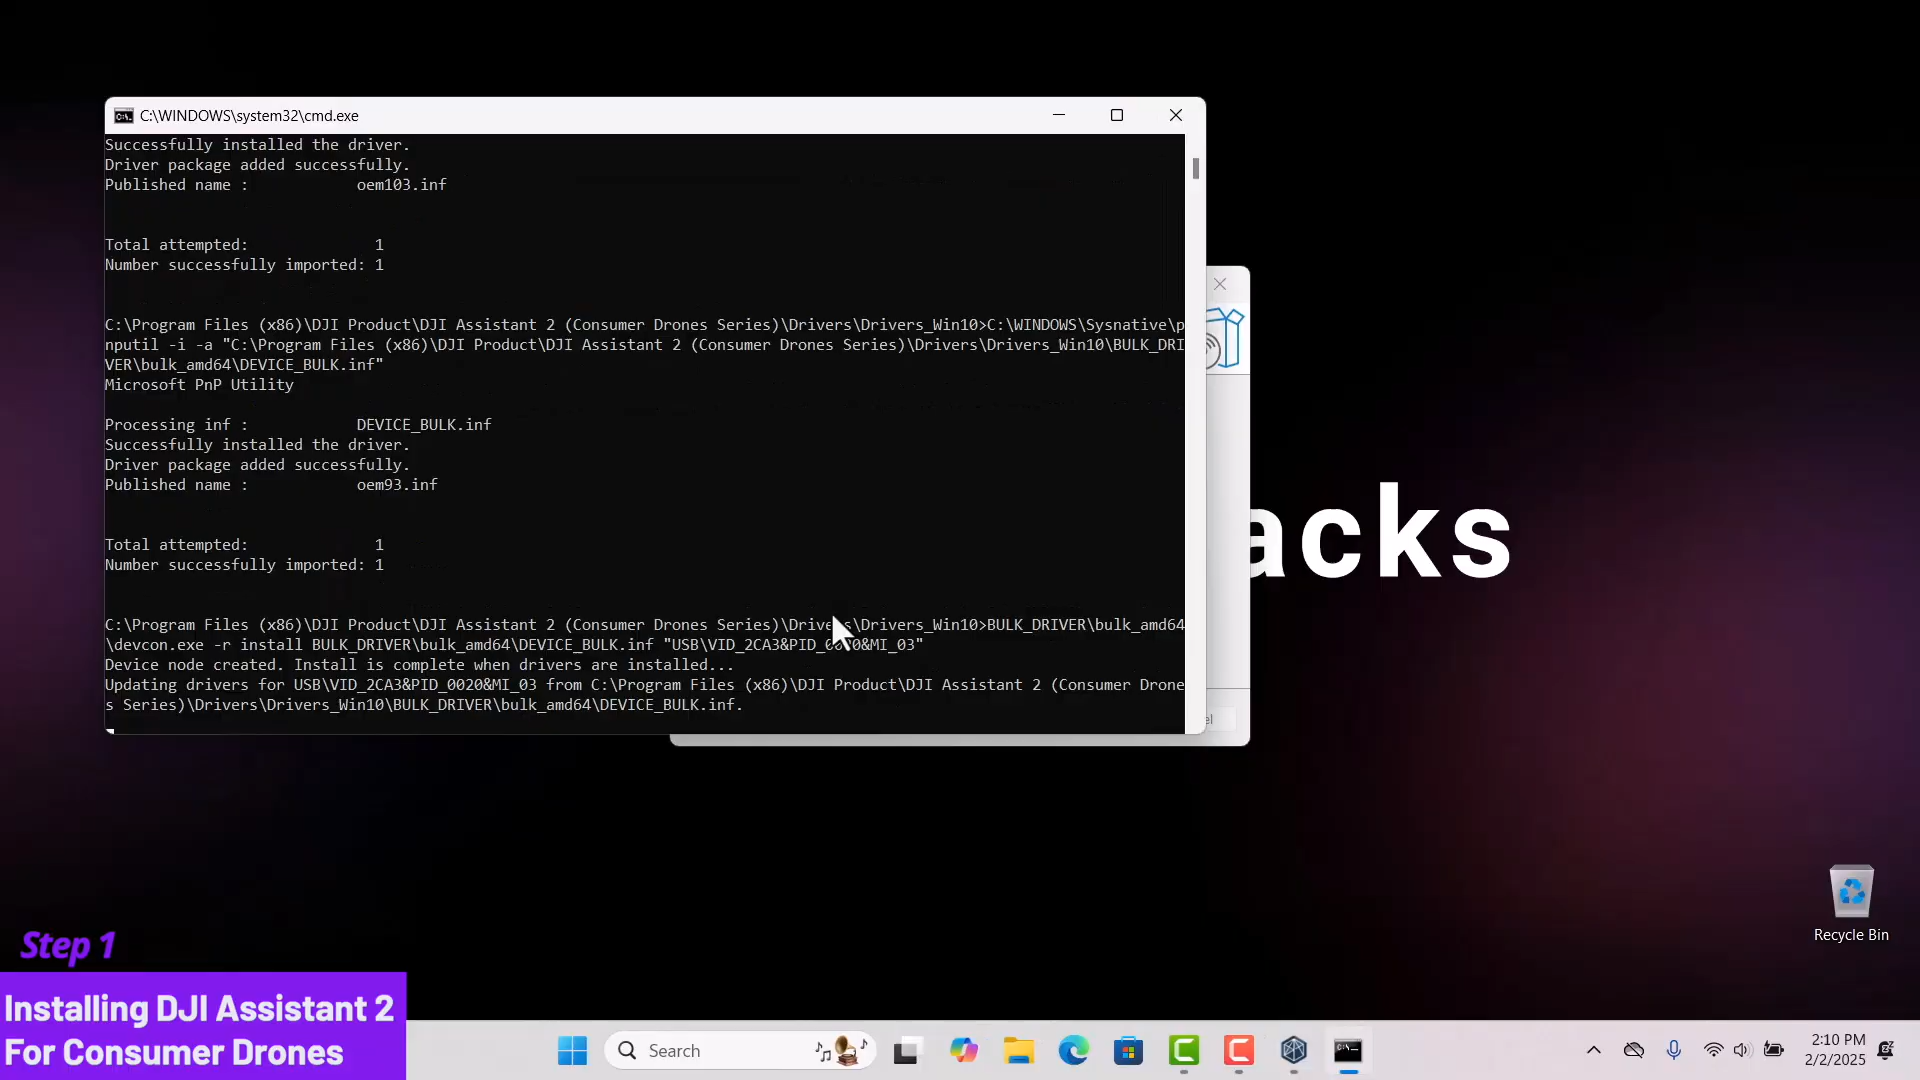 C:\WINDOWS\system32\cmd.exe
Successfully installed the driver.
Driver package added successfully.
Published name : oem103.inf
Total attempted: 1
Number successfully imported: 1
C:\Program Files (x86)\DJI Product\DJI Assistant 2 (Consumer Drones Series)\Drivers\Drivers_Win10>C:\WINDOWS\Sysnative\p
nputil -i -a "C:\Program Files (x86)\DJI Product\DJI Assistant 2 (Consumer Drones Series)\Drivers\Drivers_Win10\BULK_DRI
VER\bulk_amd64\DEVICE_BULK.inf"
Microsoft PnP Utility
Processing inf : DEVICE_BULK.inf
Successfully installed the driver.
Driver package added successfully.
Published name : oem93.inf
Total attempted: 1
Number successfully imported: 1
C:\Program Files (x86)\DJI Product\DJI Assistant 2 (Consumer Drones Series)\Drivers\Drivers_Win10>BULK_DRIVER\bulk_amd64
\devcon.exe -r install BULK_DRIVER\bulk_amd64\DEVICE_BULK.inf "USB\VID_2CA3&PID_0020&MI_03"
Device node created. Install is complete when drivers are installed...
Updating drivers for USB\VID_2CA3&PID_0020&MI_03 from C:\Program Files (x86)\DJI Product\DJI Assistant 2 (Consumer Drone
s Series)\Drivers\Drivers_Win10\BULK_DRIVER\bulk_amd64\DEVICE_BULK.inf.
el
acks
Recycle Bin
Step 1
Installing DJI Assistant 2
For Consumer Drones
Search
2:10 PM
2/2/2025